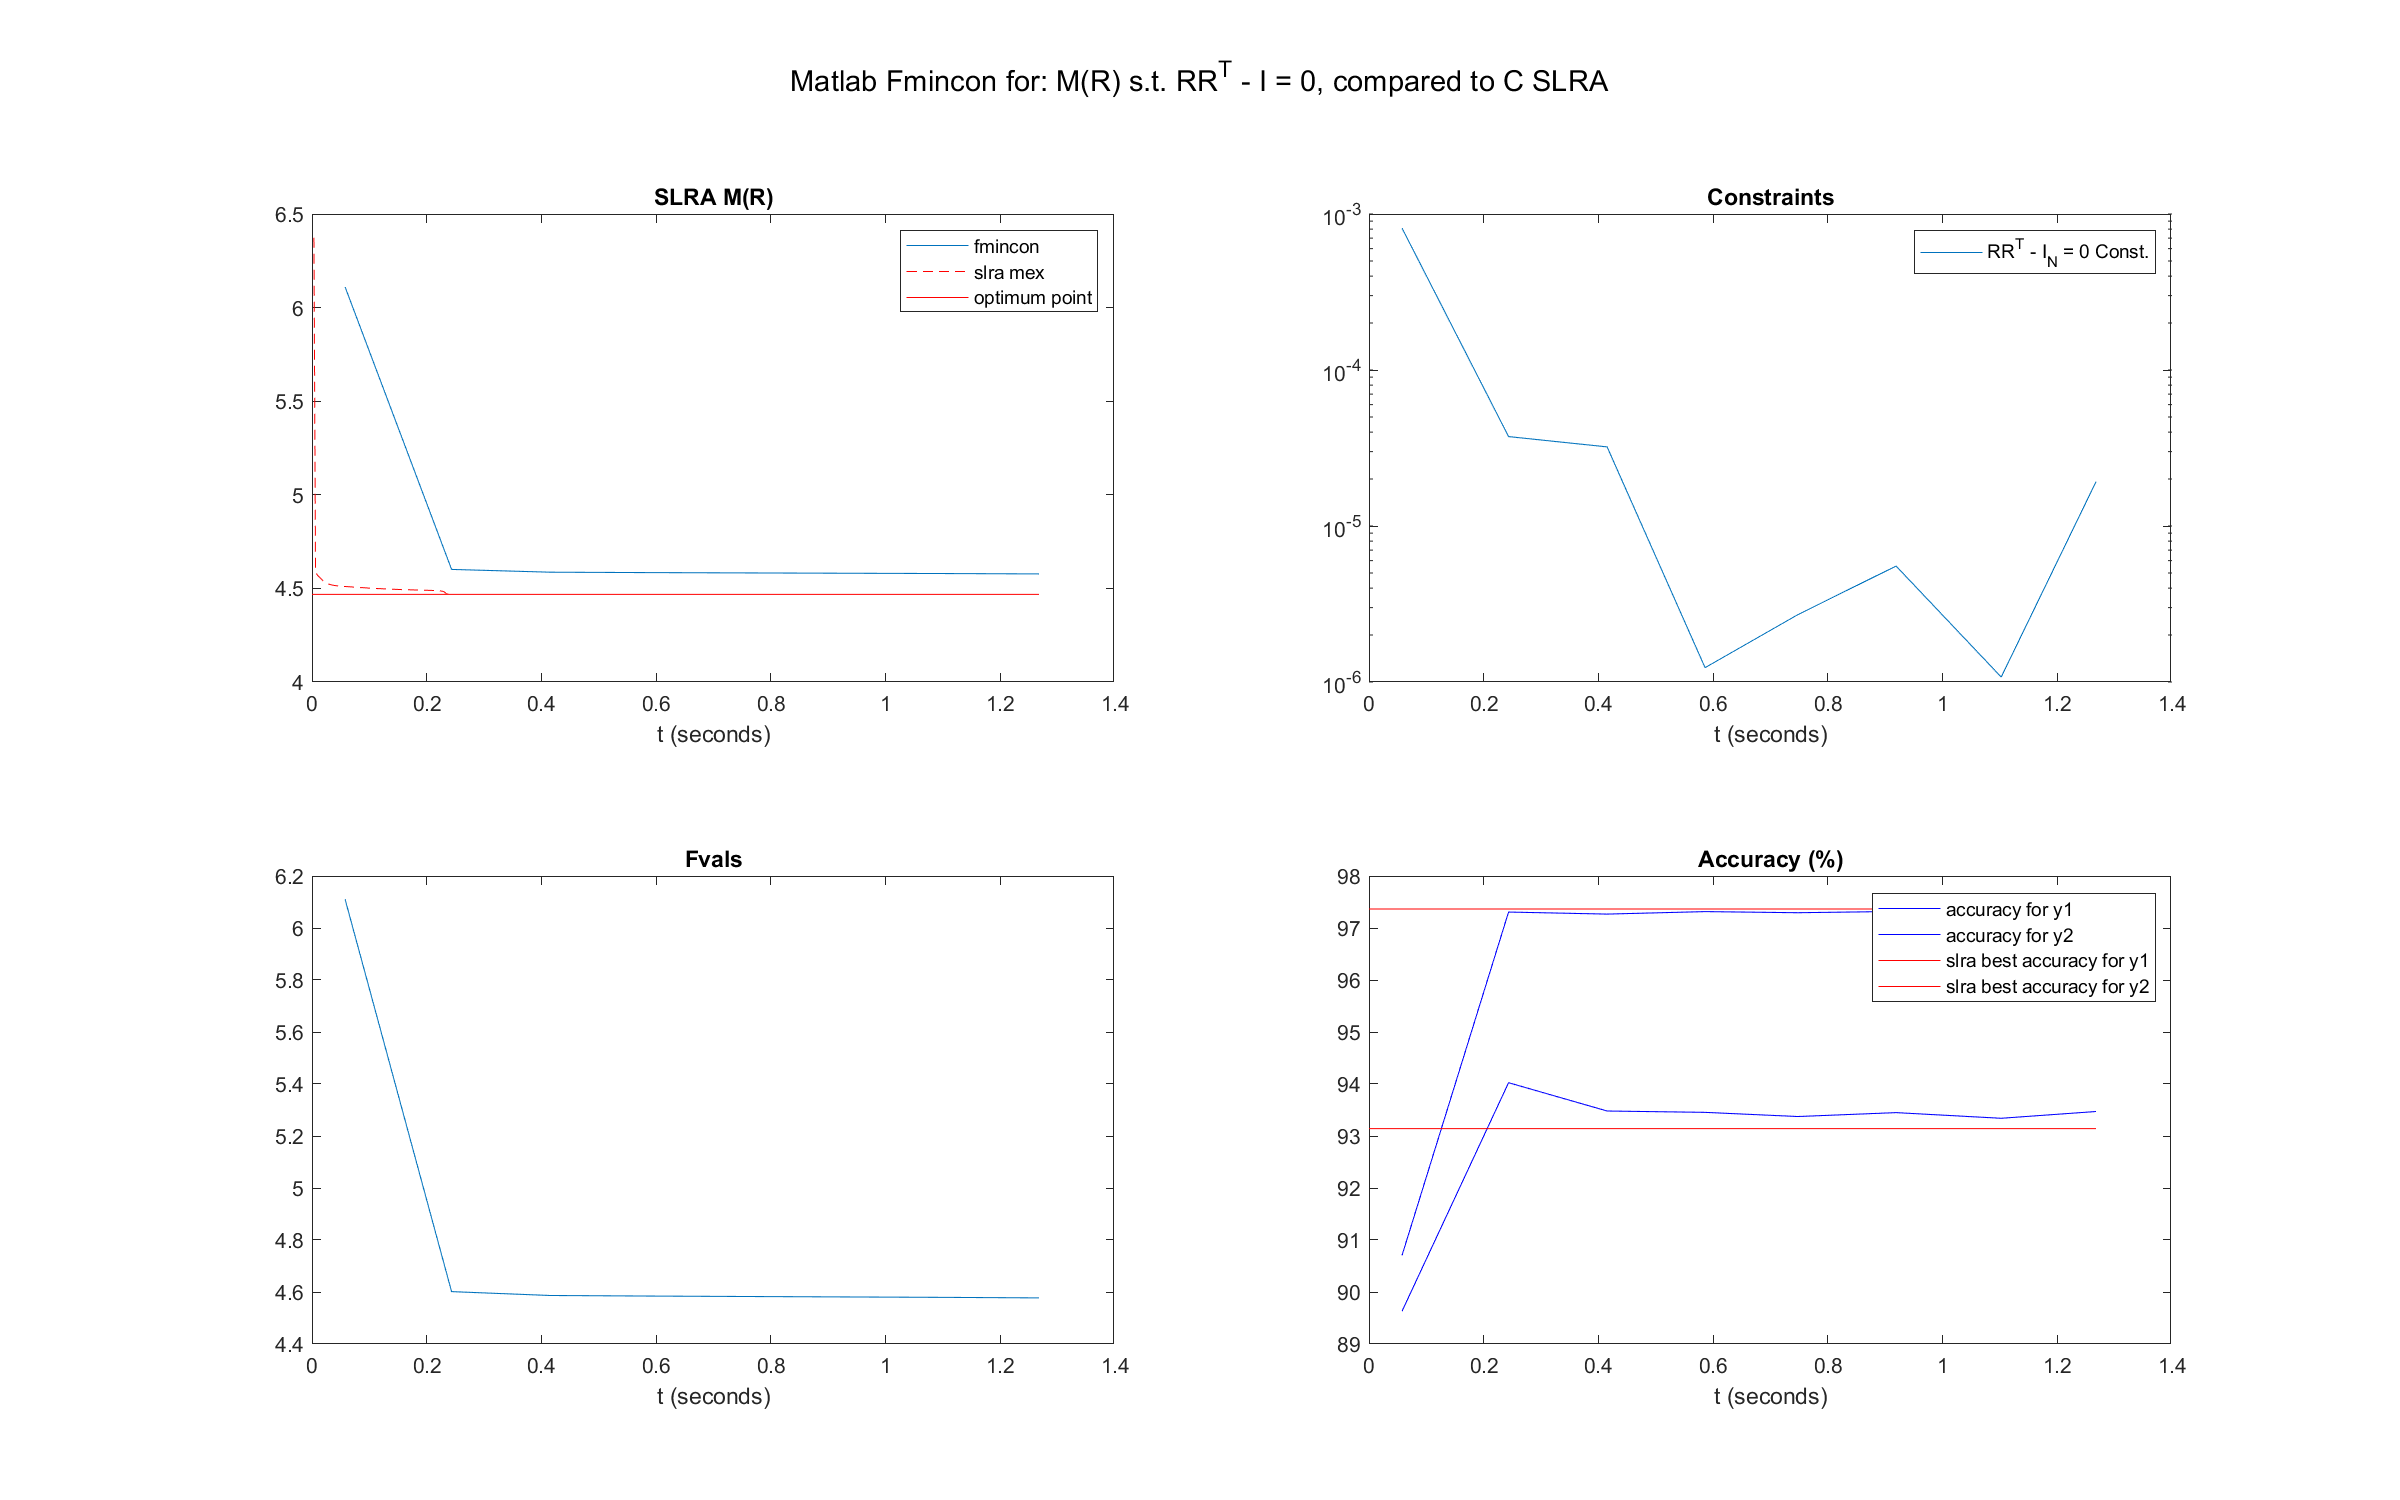 Matlab Fmincon for: M(R) s.t. RR^T - I = 0, compared to C SLRA
SLRA M(R)
6.5
6
5.5
5
4.5
4
0 0.2 0.4 0.6 0.8 1 1.2 1.4
t (seconds)
fmincon
slra mex
optimum point
Constraints
10^-3
10^-4
10^-5
10^-6
0 0.2 0.4 0.6 0.8 1 1.2 1.4
t (seconds)
RR^T - I_N = 0 Const.
Fvals
6.2
6
5.8
5.6
5.4
5.2
5
4.8
4.6
4.4
0 0.2 0.4 0.6 0.8 1 1.2 1.4
t (seconds)
Accuracy (%)
98
97
96
95
94
93
92
91
90
89
0 0.2 0.4 0.6 0.8 1 1.2 1.4
t (seconds)
accuracy for y1
accuracy for y2
slra best accuracy for y1
slra best accuracy for y2